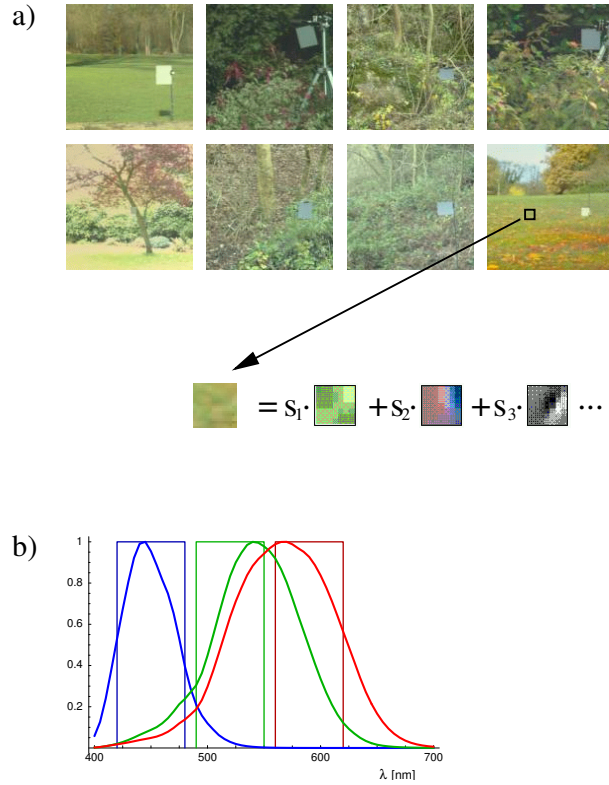 a)
= s₁· + s₂· + s₃· ···
b)
1
0.8
0.6
0.4
0.2
400 500 600 700
λ [nm]